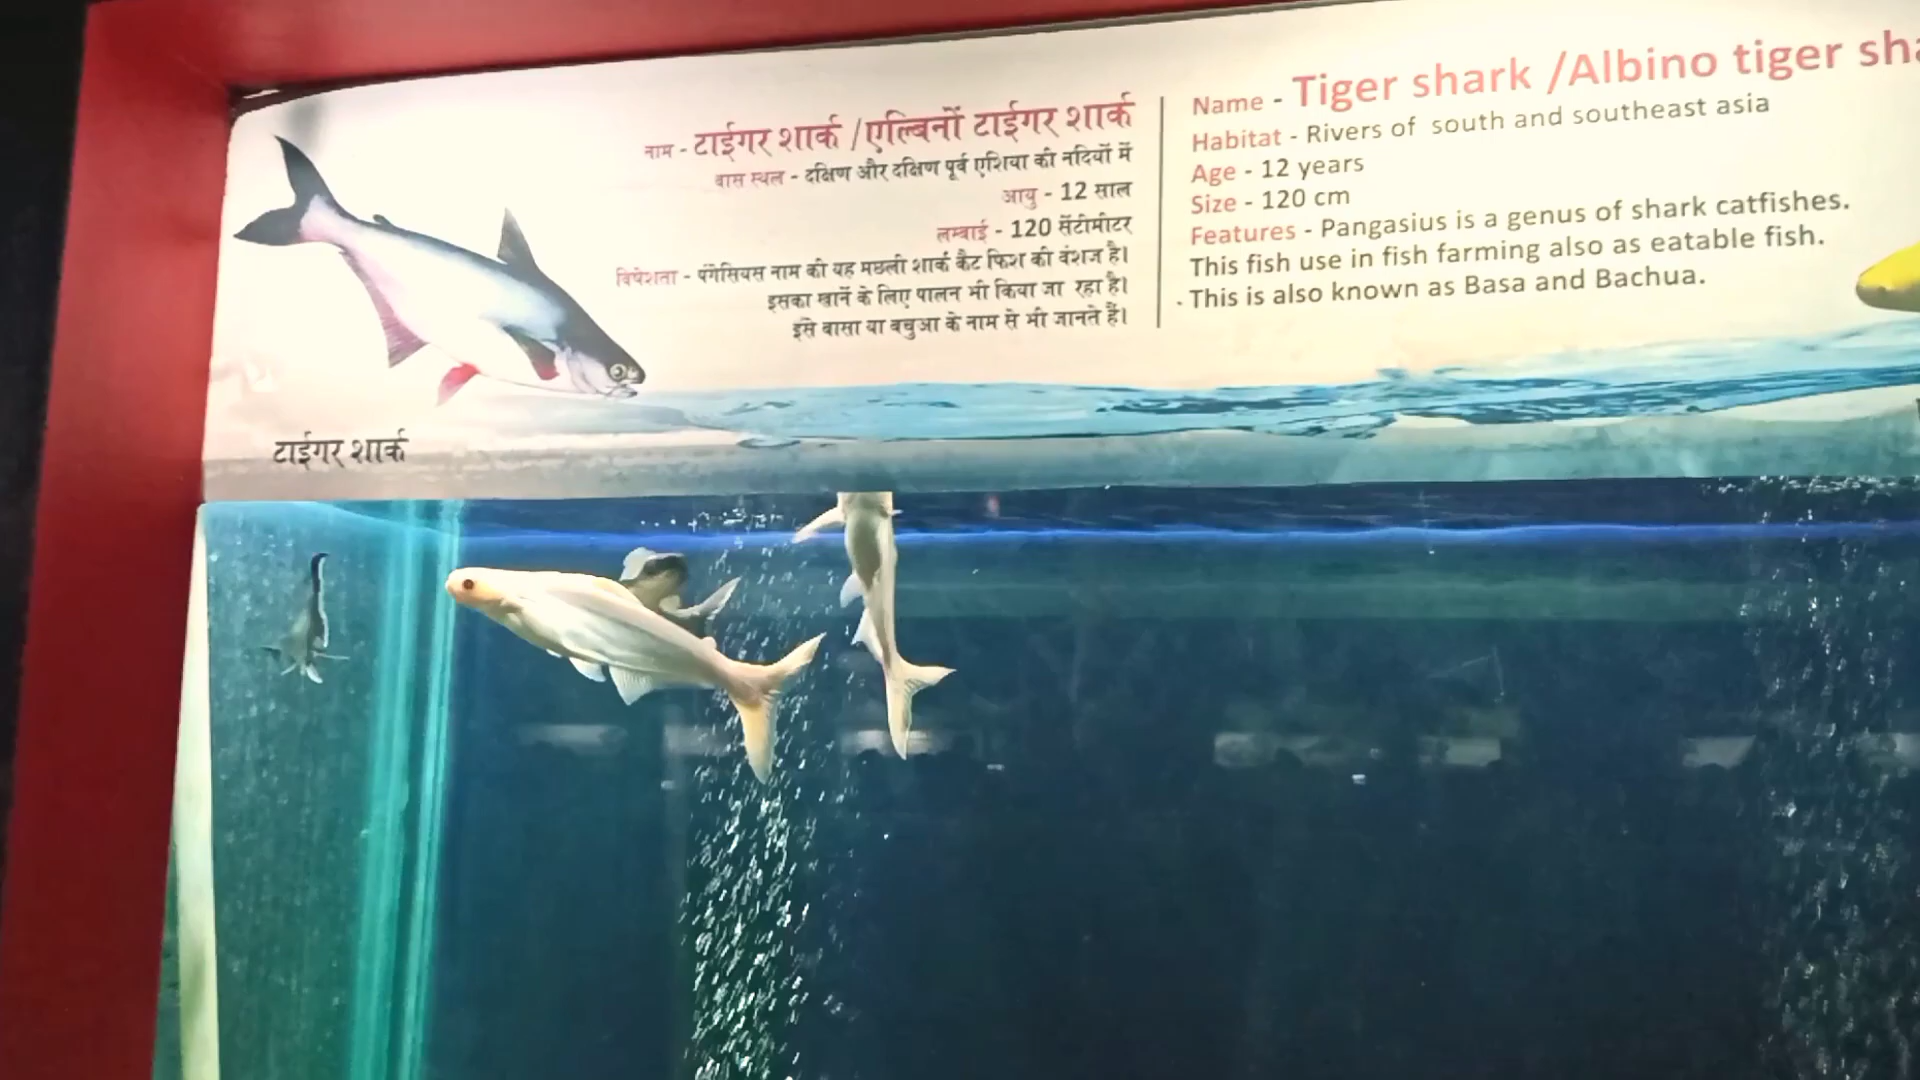 नाम - टाईगर शार्क /एल्बिनों टाईगर शार्क
वास स्थल - दक्षिण और दक्षिण पूर्व एशिया की नदियों में
आयु - 12 साल
लम्बाई - 120 सेंटीमीटर
विषेशता - पंगेसियस नाम की यह मछली शार्क कैट फिश की वंशज है।
इसका खानें के लिए पालन भी किया जा रहा है।
इसे बासा या बचुआ के नाम से भी जानते हैं।
Name - Tiger shark /Albino tiger sha
Habitat - Rivers of south and southeast asia
Age - 12 years
Size - 120 cm
Features - Pangasius is a genus of shark catfishes.
This fish use in fish farming also as eatable fish.
. This is also known as Basa and Bachua.
टाईगर शार्क